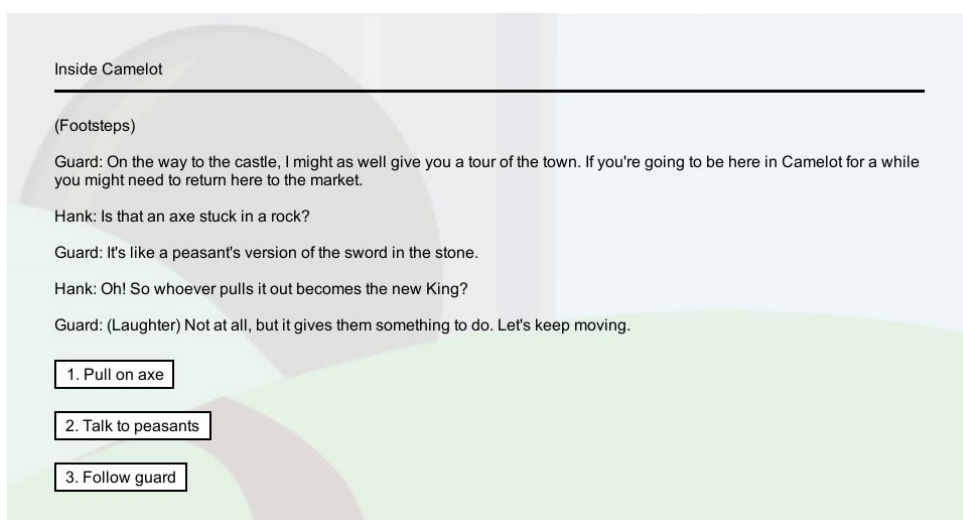 Inside Camelot
(Footsteps)
Guard: On the way to the castle, I might as well give you a tour of the town. If you're going to be here in Camelot for a while
you might need to return here to the market.
Hank: Is that an axe stuck in a rock?
Guard: It's like a peasant's version of the sword in the stone.
Hank: Oh! So whoever pulls it out becomes the new King?
Guard: (Laughter) Not at all, but it gives them something to do. Let's keep moving.
1. Pull on axe
2. Talk to peasants
3. Follow guard